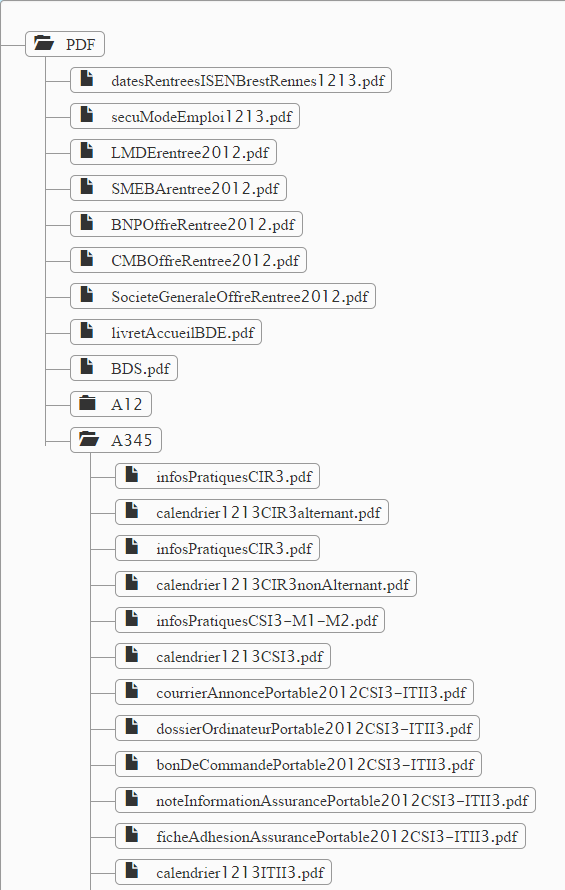 PDF
datesRentreesISENBrestRennes1213.pdf
secuModeEmploi1213.pdf
LMDErentree2012.pdf
SMEBArentree2012.pdf
BNPOffreRentree2012.pdf
CMBOffreRentree2012.pdf
SocieteGeneraleOffreRentree2012.pdf
livretAccueilBDE.pdf
BDS.pdf
A12
A345
infosPratiquesCIR3.pdf
calendrier1213CIR3alternant.pdf
infosPratiquesCIR3.pdf
calendrier1213CIR3nonAlternant.pdf
infosPratiquesCSI3-M1-M2.pdf
calendrier1213CSI3.pdf
courrierAnnoncePortable2012CSI3-ITII3.pdf
dossierOrdinateurPortable2012CSI3-ITII3.pdf
bonDeCommandePortable2012CSI3-ITII3.pdf
noteInformationAssurancePortable2012CSI3-ITII3.pdf
ficheAdhesionAssurancePortable2012CSI3-ITII3.pdf
calendrier1213ITII3.pdf